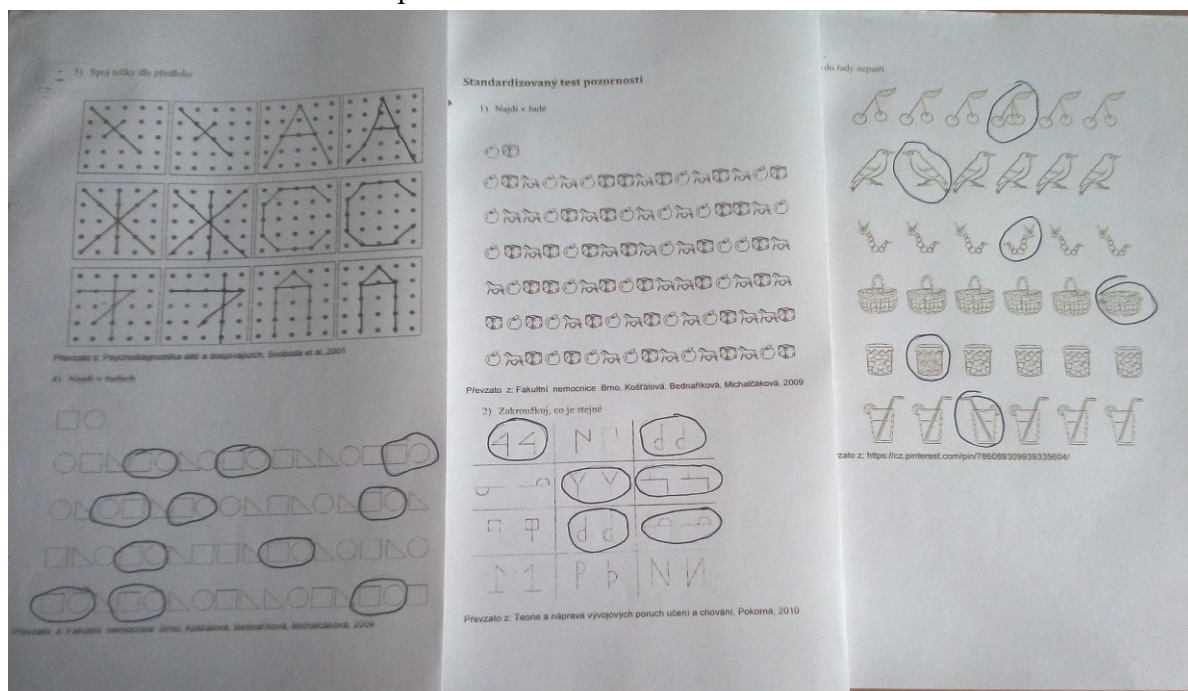 3) Spoj tečky dle předlohy
Převzato z: Psychodiagnostika dětí a dospívajících, Svoboda et al, 2001
4) Najdi v řadách
Převzato z: Fakultní nemocnice Brno, Košťálová, Bednaříková, Michalčáková, 2009
Standardizovaný test pozornosti
1) Najdi v řadě
Převzato z: Fakultní nemocnice Brno, Košťálová, Bednaříková, Michalčáková, 2009
2) Zakroužkuj, co je stejné
Převzato z: Teorie a náprava vývojových poruch učení a chování, Pokorná, 2010
do řady nepatří
zato z: https://cz.pinterest.com/pin/786089309939335604/